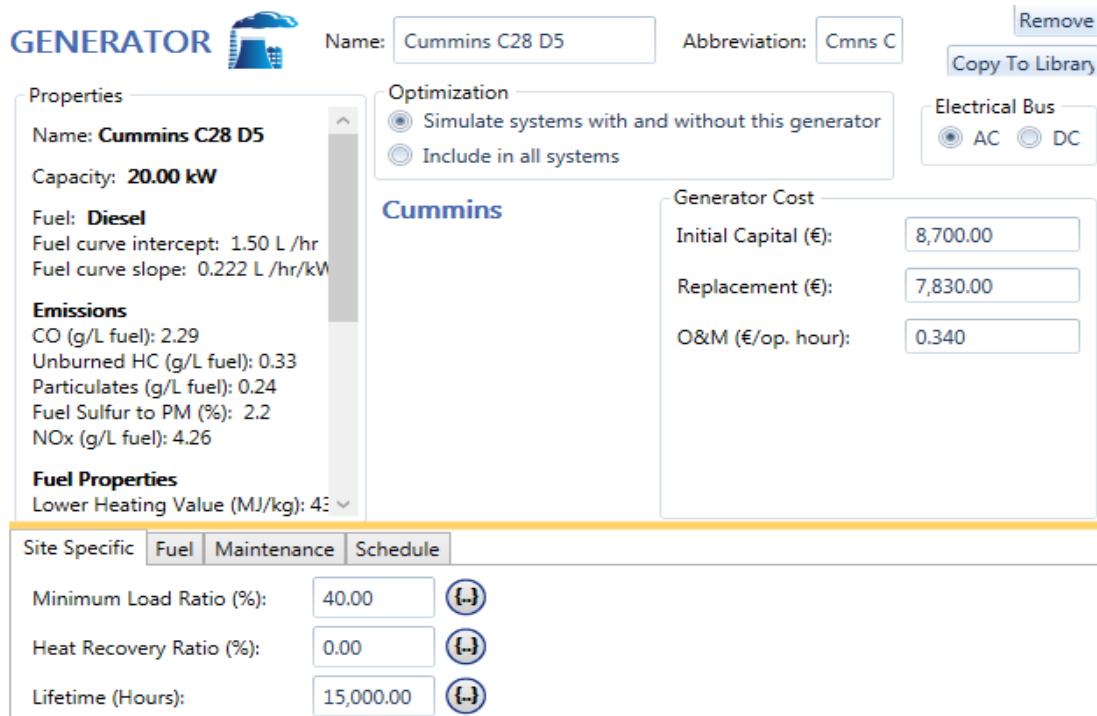 GENERATOR
Name: Cummins C28 D5
Abbreviation: Cmns C
Remove
Copy To Library
Properties
Name: Cummins C28 D5
Capacity: 20.00 kW
Fuel: Diesel
Fuel curve intercept: 1.50 L /hr
Fuel curve slope: 0.222 L /hr/kW
Emissions
CO (g/L fuel): 2.29
Unburned HC (g/L fuel): 0.33
Particulates (g/L fuel): 0.24
Fuel Sulfur to PM (%): 2.2
NOx (g/L fuel): 4.26
Fuel Properties
Lower Heating Value (MJ/kg): 43
Optimization
Simulate systems with and without this generator
Include in all systems
Electrical Bus
AC DC
Cummins
Generator Cost
Initial Capital (€): 8,700.00
Replacement (€): 7,830.00
O&M (€/op. hour): 0.340
Site Specific Fuel Maintenance Schedule
Minimum Load Ratio (%): 40.00 {..}
Heat Recovery Ratio (%): 0.00 {..}
Lifetime (Hours): 15,000.00 {..}